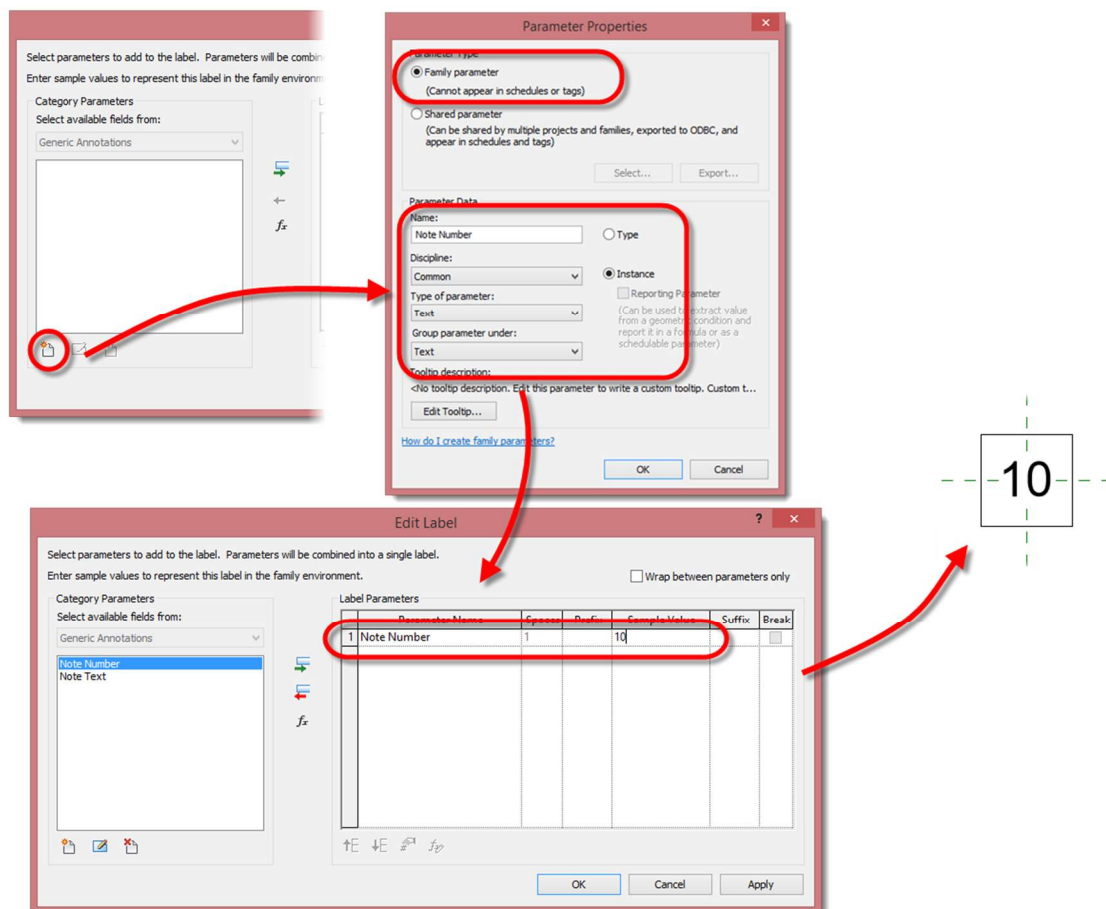 Select parameters to add to the label. Parameters will be combin
Enter sample values to represent this label in the family environm
Category Parameters
Select available fields from:
Generic Annotations
fx
Parameter Properties
Parameter Type
Family parameter
(Cannot appear in schedules or tags)
Shared parameter
(Can be shared by multiple projects and families, exported to ODBC, and
appear in schedules and tags)
Select...
Export...
Parameter Data
Name:
Note Number
Type
Discipline:
Common
Instance
Type of parameter:
Reporting Parameter
Text
(Can be used to extract value
from a geometric condition and
report it in a formula or as a
schedulable parameter)
Group parameter under:
Text
Tooltip description:
<No tooltip description. Edit this parameter to write a custom tooltip. Custom t...
Edit Tooltip...
How do I create family parameters?
OK
Cancel
10
Edit Label
?
Select parameters to add to the label. Parameters will be combined into a single label.
Enter sample values to represent this label in the family environment.
Wrap between parameters only
Category Parameters
Select available fields from:
Generic Annotations
Note Number
Note Text
fx
Label Parameters
Parameter Name Spaces Prefix Sample Value Suffix Break
1 Note Number 1 10
OK
Cancel
Apply